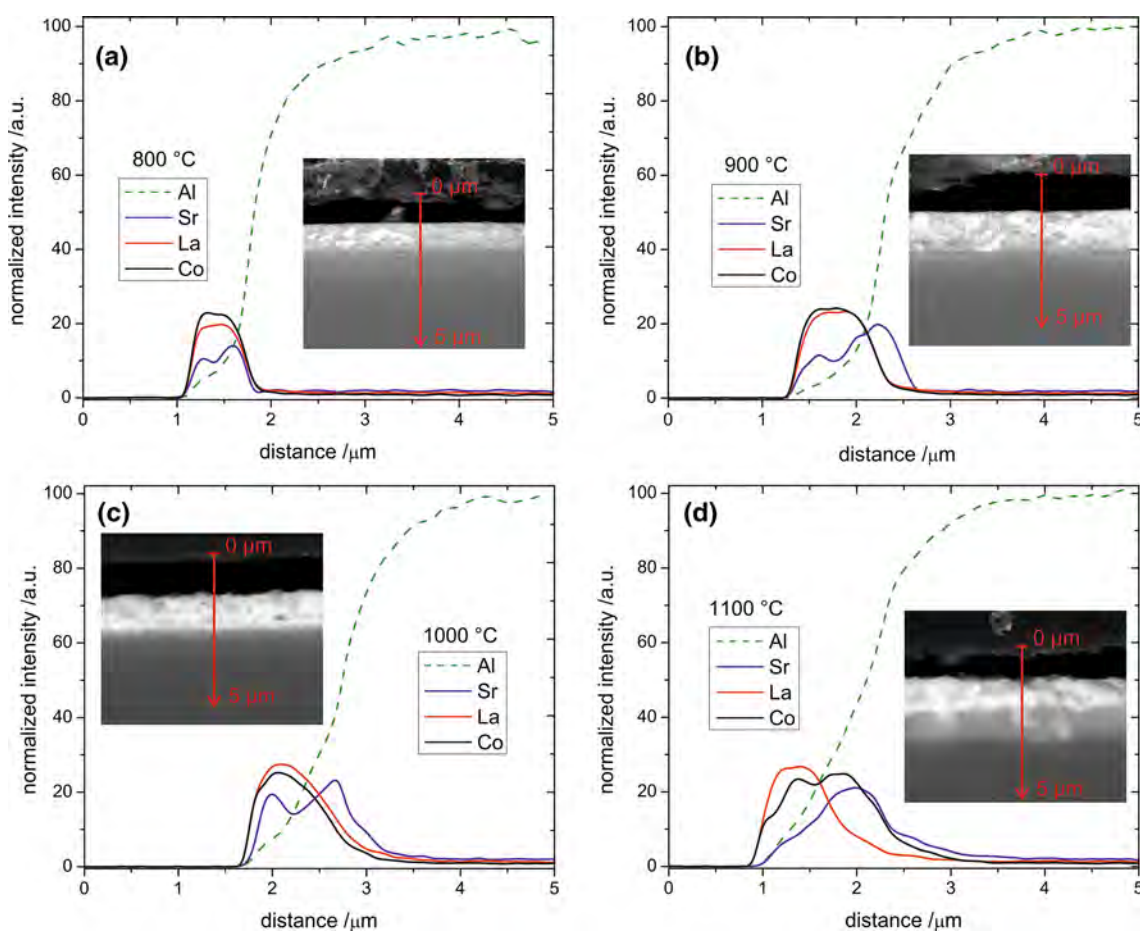 (a)
normalized intensity /a.u.
100
80
60
40
20
0
800 °C
Al
Sr
La
Co
0 µm
5 µm
0 1 2 3 4 5
distance /µm
(b)
normalized intensity /a.u.
100
80
60
40
20
0
900 °C
Al
Sr
La
Co
0 µm
5 µm
0 1 2 3 4 5
distance /µm
(c)
normalized intensity /a.u.
100
80
60
40
20
0
0 µm
5 µm
1000 °C
Al
Sr
La
Co
0 1 2 3 4 5
distance /µm
(d)
normalized intensity /a.u.
100
80
60
40
20
0
1100 °C
Al
Sr
La
Co
0 µm
5 µm
0 1 2 3 4 5
distance /µm